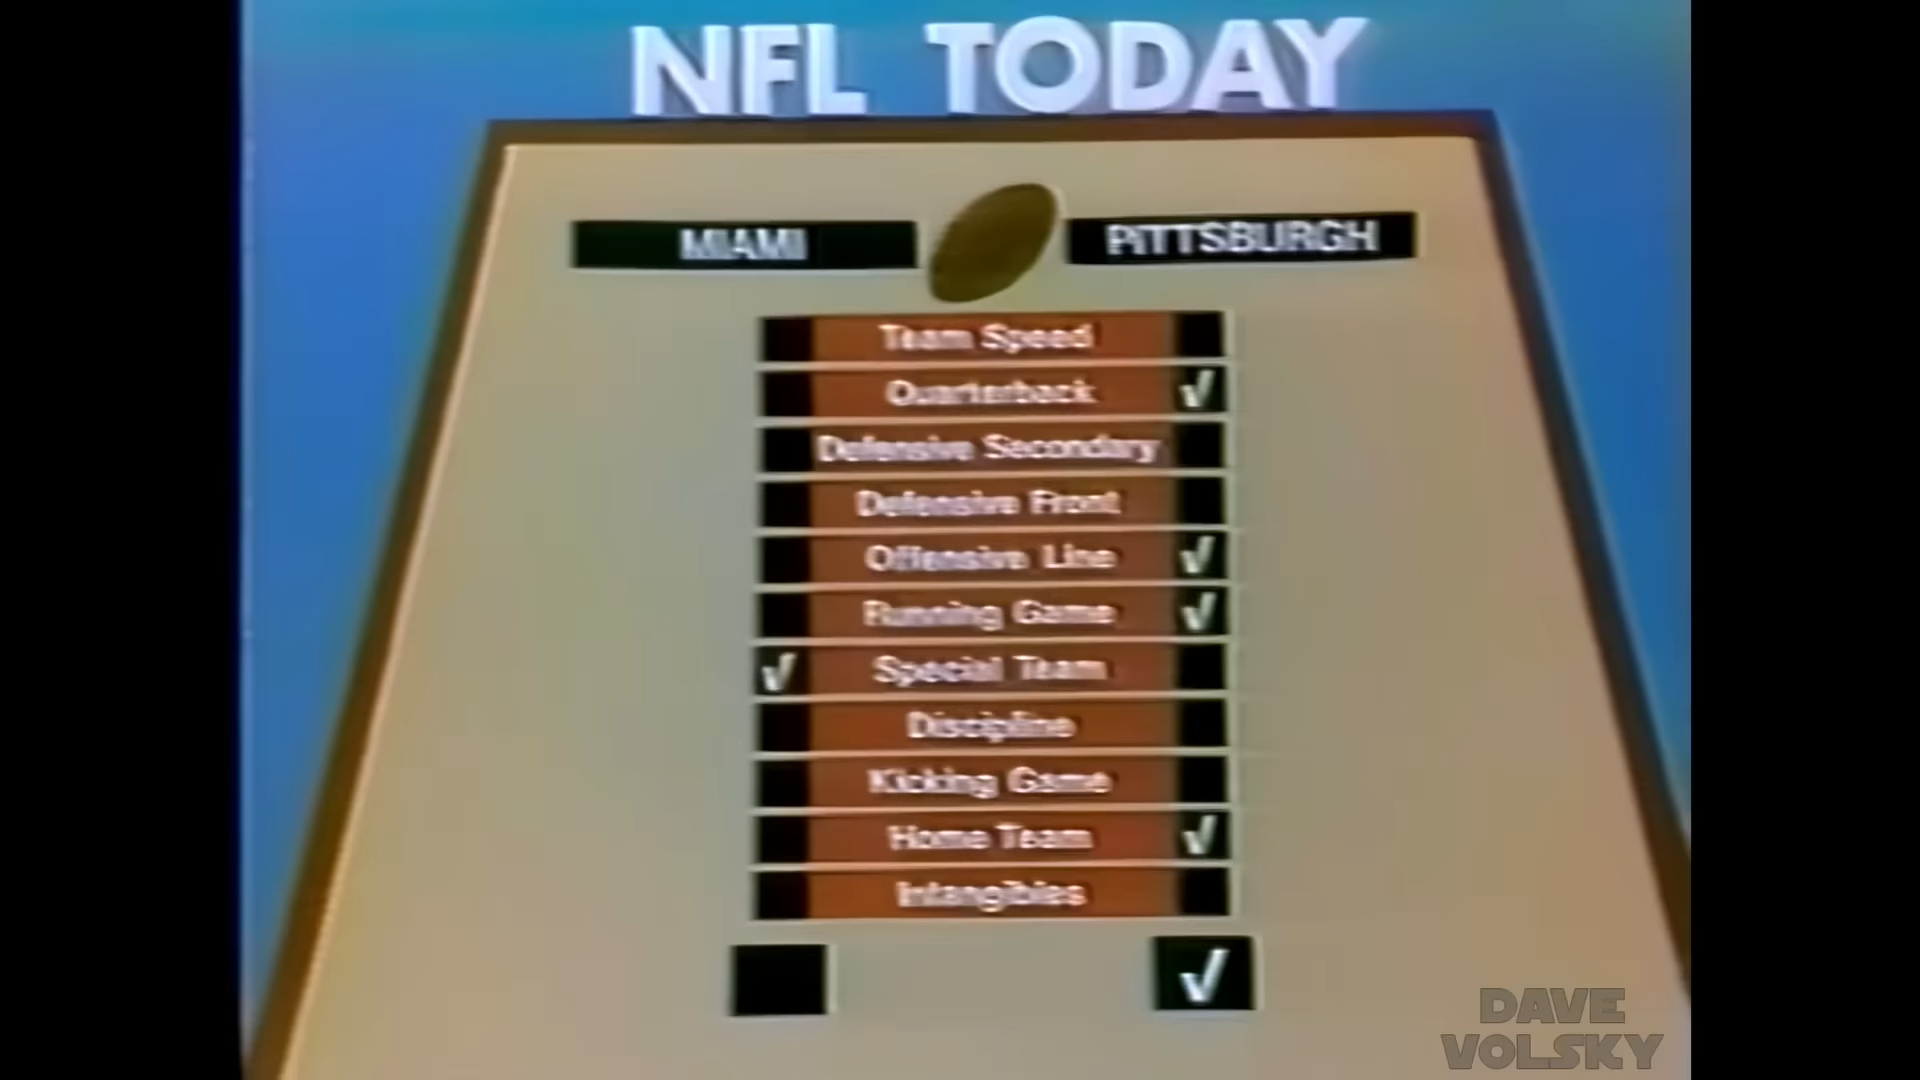 NFL TODAY
MIAMI PITTSBURGH
Team Speed
Quarterback √
Defensive Secondary
Defensive Front
Offensive Line √
Running Game √
√ Special Team
Discipline
Kicking Game
Home Team √
Intangibles
√
DAVE
VOLSKY